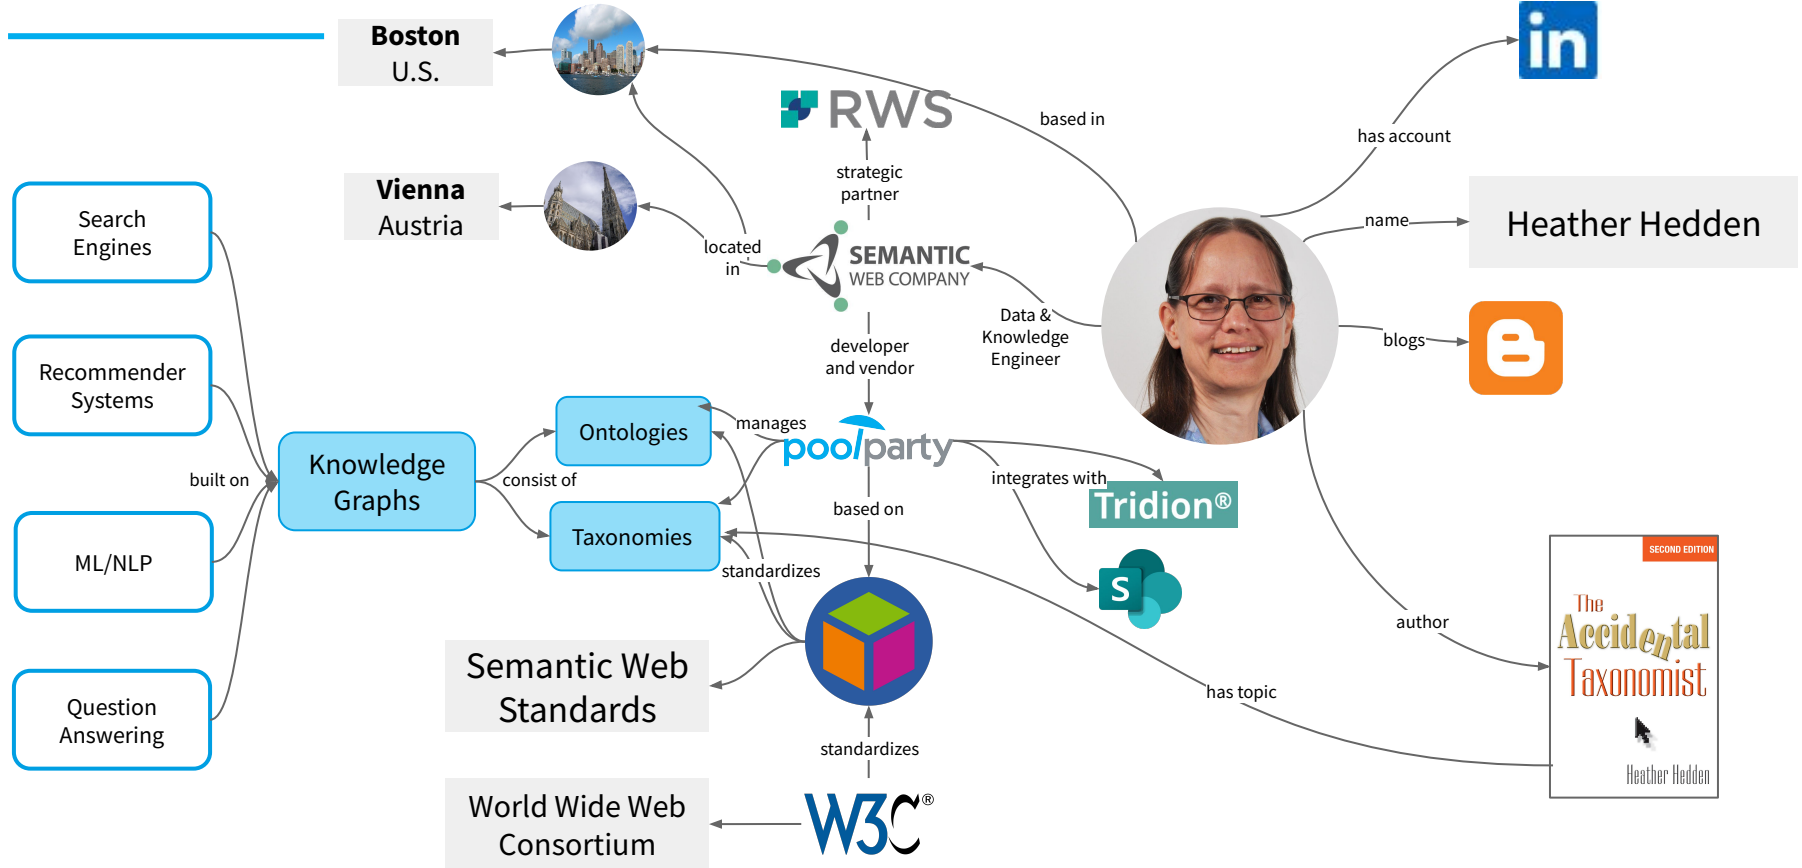 Boston
U.S.
in
RWS
based in
has account
strategic
partner
Vienna
Austria
Search
Engines
name
Heather Hedden
located
in
SEMANTIC
WEB COMPANY
Data &
Knowledge
Engineer
blogs
developer
and vendor
Recommender
Systems
Ontologies
manages
poolparty
built on
Knowledge
Graphs
consist of
integrates with
Tridion®
based on
Taxonomies
ML/NLP
standardizes
S
SECOND EDITION
The
Accidental
Taxonomist
Heather Hedden
author
Semantic Web
Standards
has topic
Question
Answering
standardizes
World Wide Web
Consortium
W3C®